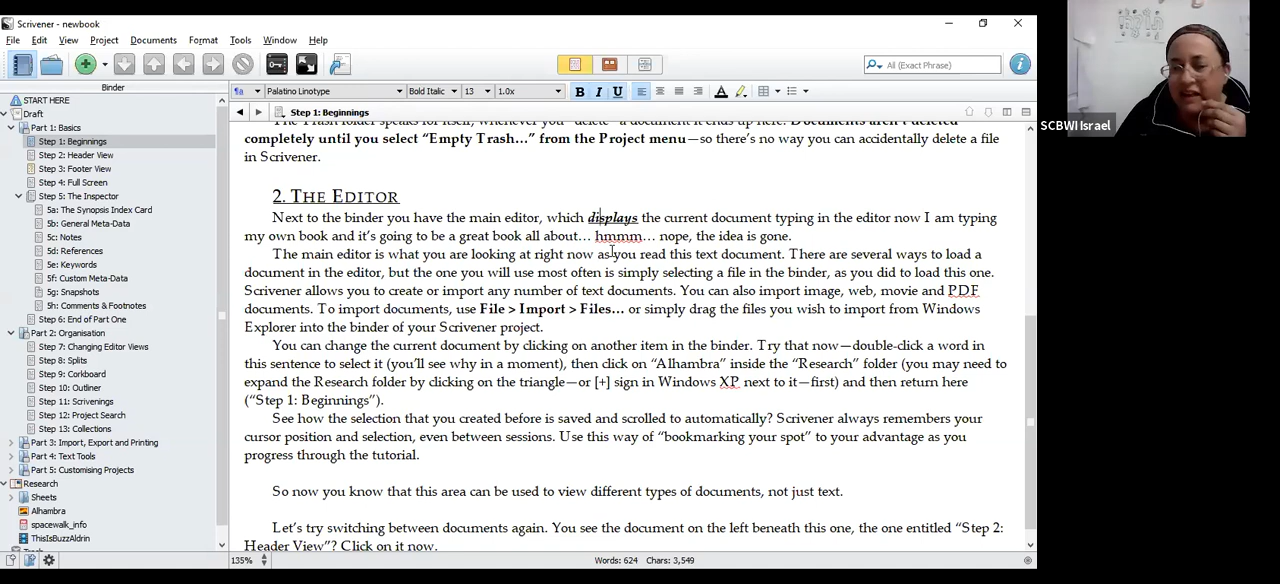 Scrivener - newbook
File Edit View Project Documents Format Tools Window Help
All (Exact Phrase)
Binder
Palatino Linotype Bold Italic 13 1.0x B I U A
START HERE
Draft
Part 1: Basics
Step 1: Beginnings
Step 2: Header View
Step 3: Footer View
Step 4: Full Screen
Step 5: The Inspector
5a: The Synopsis Index Card
5b: General Meta-Data
5c: Notes
5d: References
5e: Keywords
5f: Custom Meta-Data
5g: Snapshots
5h: Comments & Footnotes
Step 6: End of Part One
Part 2: Organisation
Step 7: Changing Editor Views
Step 8: Splits
Step 9: Corkboard
Step 10: Outliner
Step 11: Scrivenings
Step 12: Project Search
Step 13: Collections
Part 3: Import, Export and Printing
Part 4: Text Tools
Part 5: Customising Projects
Research
Sheets
Alhambra
spacewalk_info
ThisIsBuzzAldrin
Step 1: Beginnings
The Trash folder speaks for itself, whenever you "delete" a document it ends up here. Documents aren't deleted
completely until you select “Empty Trash...” from the Project menu—so there's no way you can accidentally delete a file
in Scrivener.
2. THE EDITOR
Next to the binder you have the main editor, which displays the current document typing in the editor now I am typing
my own book and it's going to be a great book all about... hmmm... nope, the idea is gone.
The main editor is what you are looking at right now as you read this text document. There are several ways to load a
document in the editor, but the one you will use most often is simply selecting a file in the binder, as you did to load this one.
Scrivener allows you to create or import any number of text documents. You can also import image, web, movie and PDF
documents. To import documents, use File > Import > Files... or simply drag the files you wish to import from Windows
Explorer into the binder of your Scrivener project.
You can change the current document by clicking on another item in the binder. Try that now—double-click a word in
this sentence to select it (you'll see why in a moment), then click on “Alhambra” inside the “Research” folder (you may need to
expand the Research folder by clicking on the triangle—or [+] sign in Windows XP next to it—first) and then return here
(“Step 1: Beginnings”).
See how the selection that you created before is saved and scrolled to automatically? Scrivener always remembers your
cursor position and selection, even between sessions. Use this way of “bookmarking your spot” to your advantage as you
progress through the tutorial.
So now you know that this area can be used to view different types of documents, not just text.
Let's try switching between documents again. You see the document on the left beneath this one, the one entitled “Step 2:
Header View”? Click on it now.
135% Words: 624 Chars: 3,549
SCBWI Israel